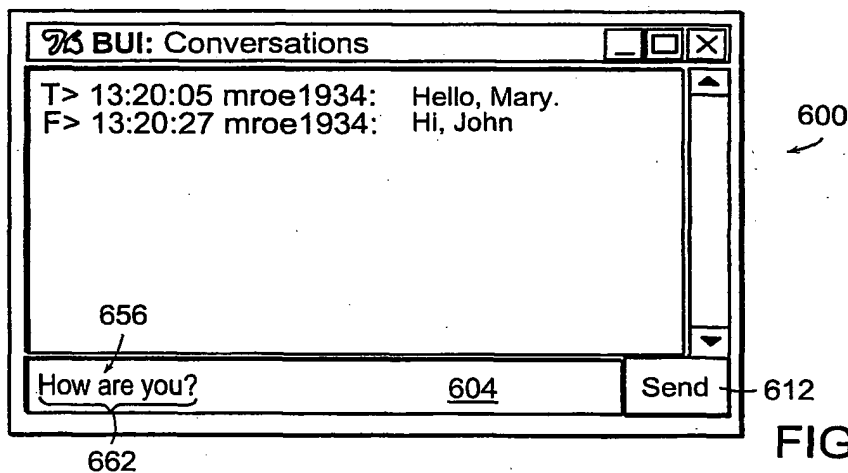 BUI: Conversations
T> 13:20:05 mroe1934: Hello, Mary.
F> 13:20:27 mroe1934: Hi, John
600
656
How are you? 604 Send 612
662
FIG